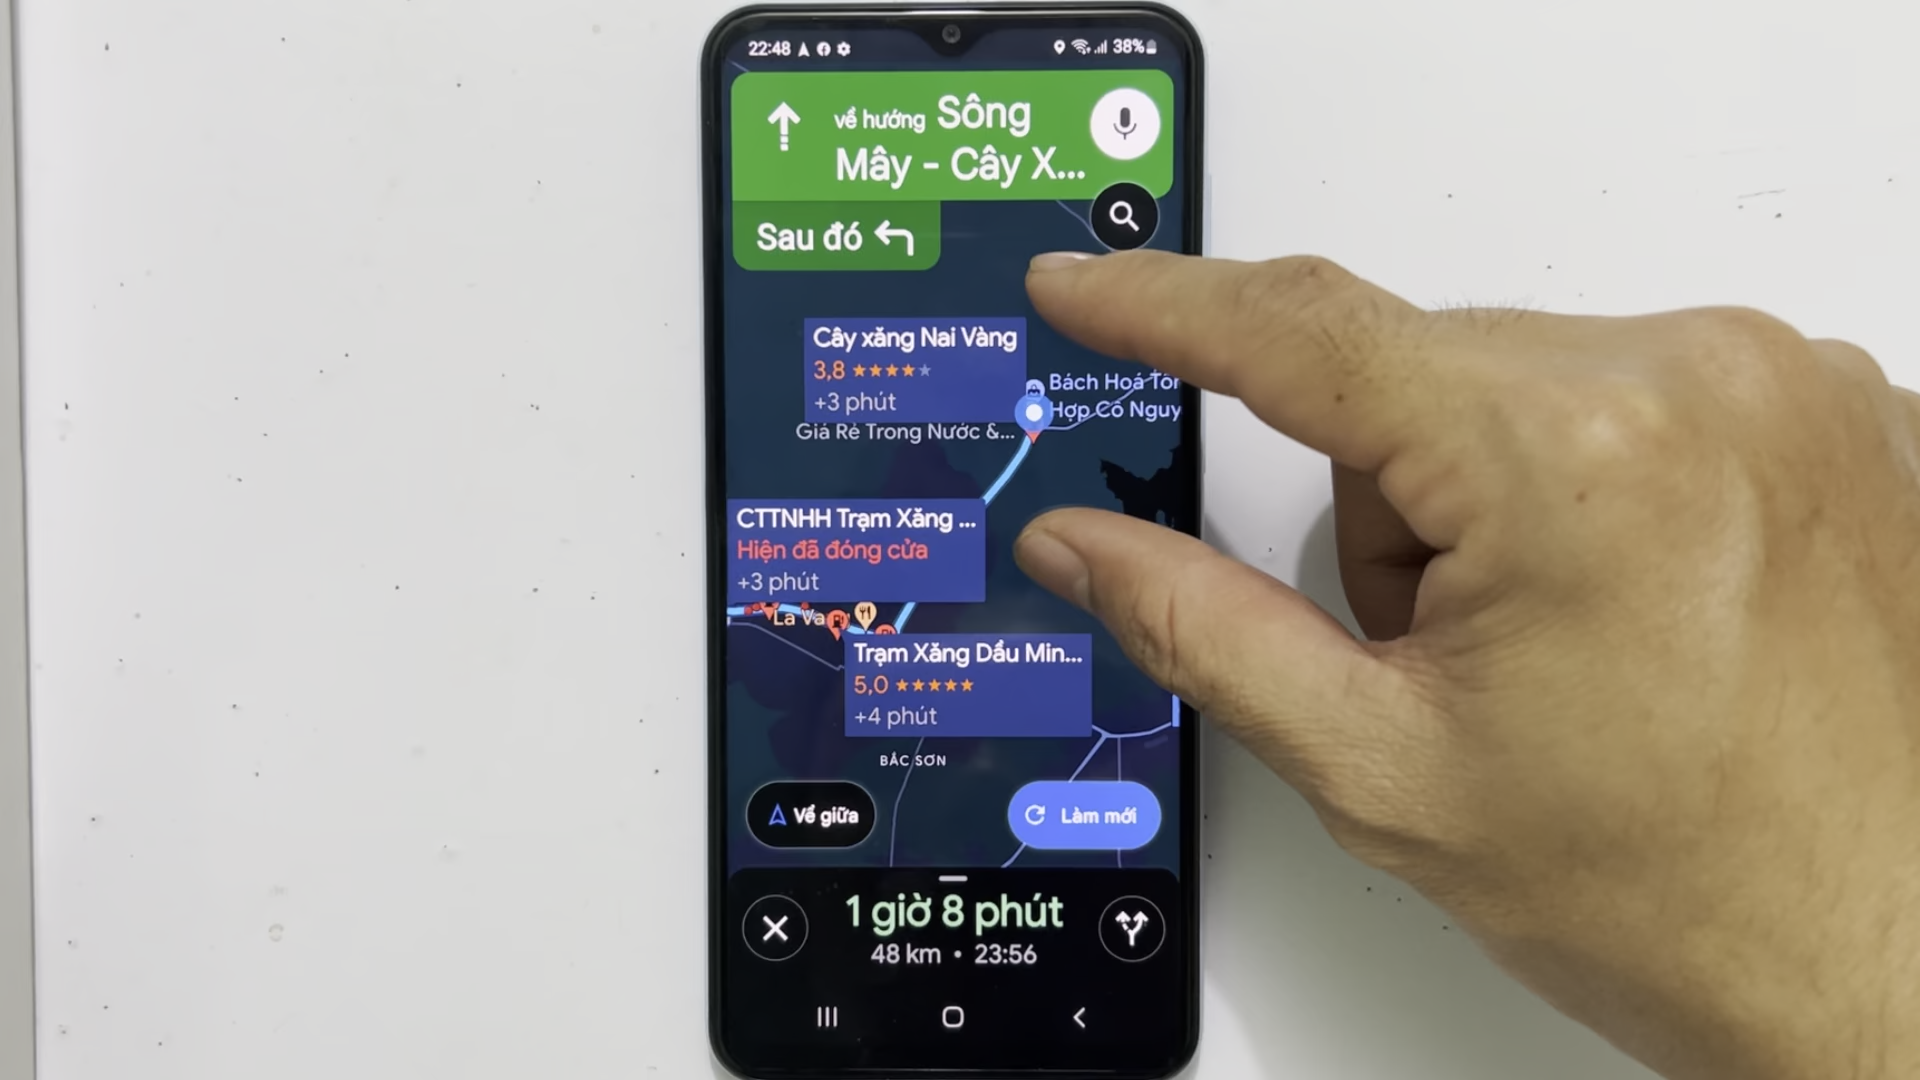 22:48
38%
về hướng Sông
Mây - Cây X...
Sau đó
Cây xăng Nai Vàng
3,8
+3 phút
Bách Hoá Tổn
Hợp Cô Nguy
Giá Rẻ Trong Nước &...
CTTNHH Trạm Xăng ...
Hiện đã đóng cửa
+3 phút
La Va
Trạm Xăng Dầu Min...
5,0
+4 phút
BẮC SƠN
Về giữa
Làm mới
1 giờ 8 phút
48 km • 23:56